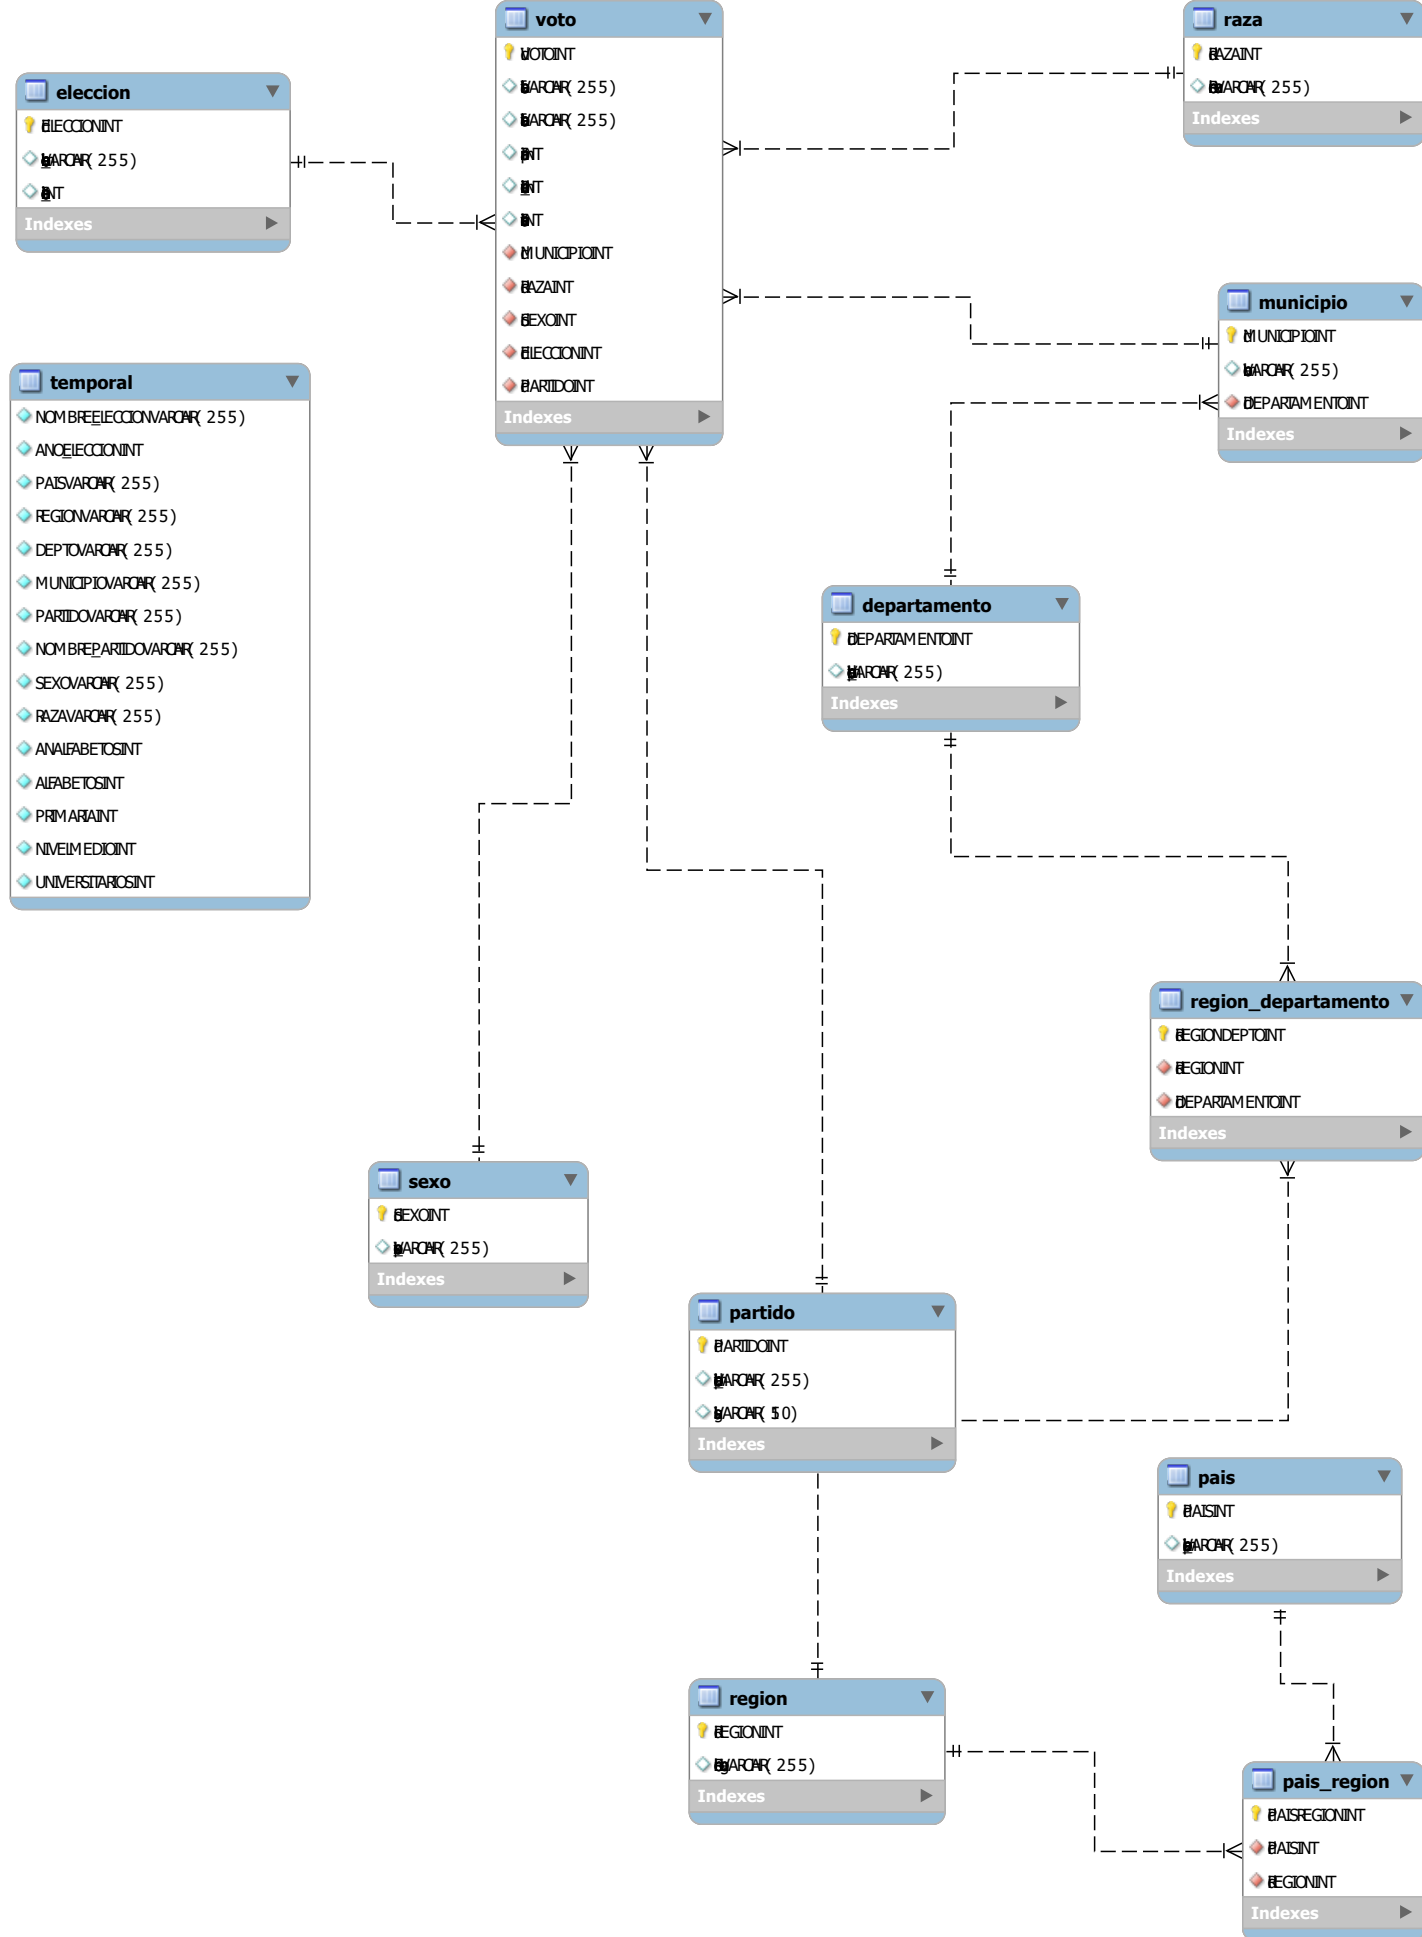 voto
VOTO INT
VARCHAR(255)
VARCHAR(255)
INT
INT
INT
MUNICIPIO INT
RAZA INT
SEXO INT
ELECCION INT
PARTIDO INT
Indexes
raza
RAZA INT
VARCHAR(255)
Indexes
eleccion
ELECCION INT
VARCHAR(255)
INT
Indexes
municipio
MUNICIPIO INT
VARCHAR(255)
DEPARTAMENTO INT
Indexes
temporal
NOMBRE_ELECCION VARCHAR(255)
ANO_ELECCION INT
PAIS VARCHAR(255)
REGION VARCHAR(255)
DEPTO VARCHAR(255)
MUNICIPIO VARCHAR(255)
PARTIDO VARCHAR(255)
NOMBRE_PARTIDO VARCHAR(255)
SEXO VARCHAR(255)
RAZA VARCHAR(255)
ANALFABETOS INT
ALFABETOS INT
PRIMARIA INT
NIVEL MEDIO INT
UNIVERSITARIOS INT
departamento
DEPARTAMENTO INT
VARCHAR(255)
Indexes
region_departamento
REGIONDEPTO INT
REGION INT
DEPARTAMENTO INT
Indexes
sexo
SEXO INT
VARCHAR(255)
Indexes
partido
PARTIDO INT
VARCHAR(255)
VARCHAR(50)
Indexes
pais
PAIS INT
VARCHAR(255)
Indexes
region
REGION INT
VARCHAR(255)
Indexes
pais_region
PAISREGION INT
PAIS INT
REGION INT
Indexes